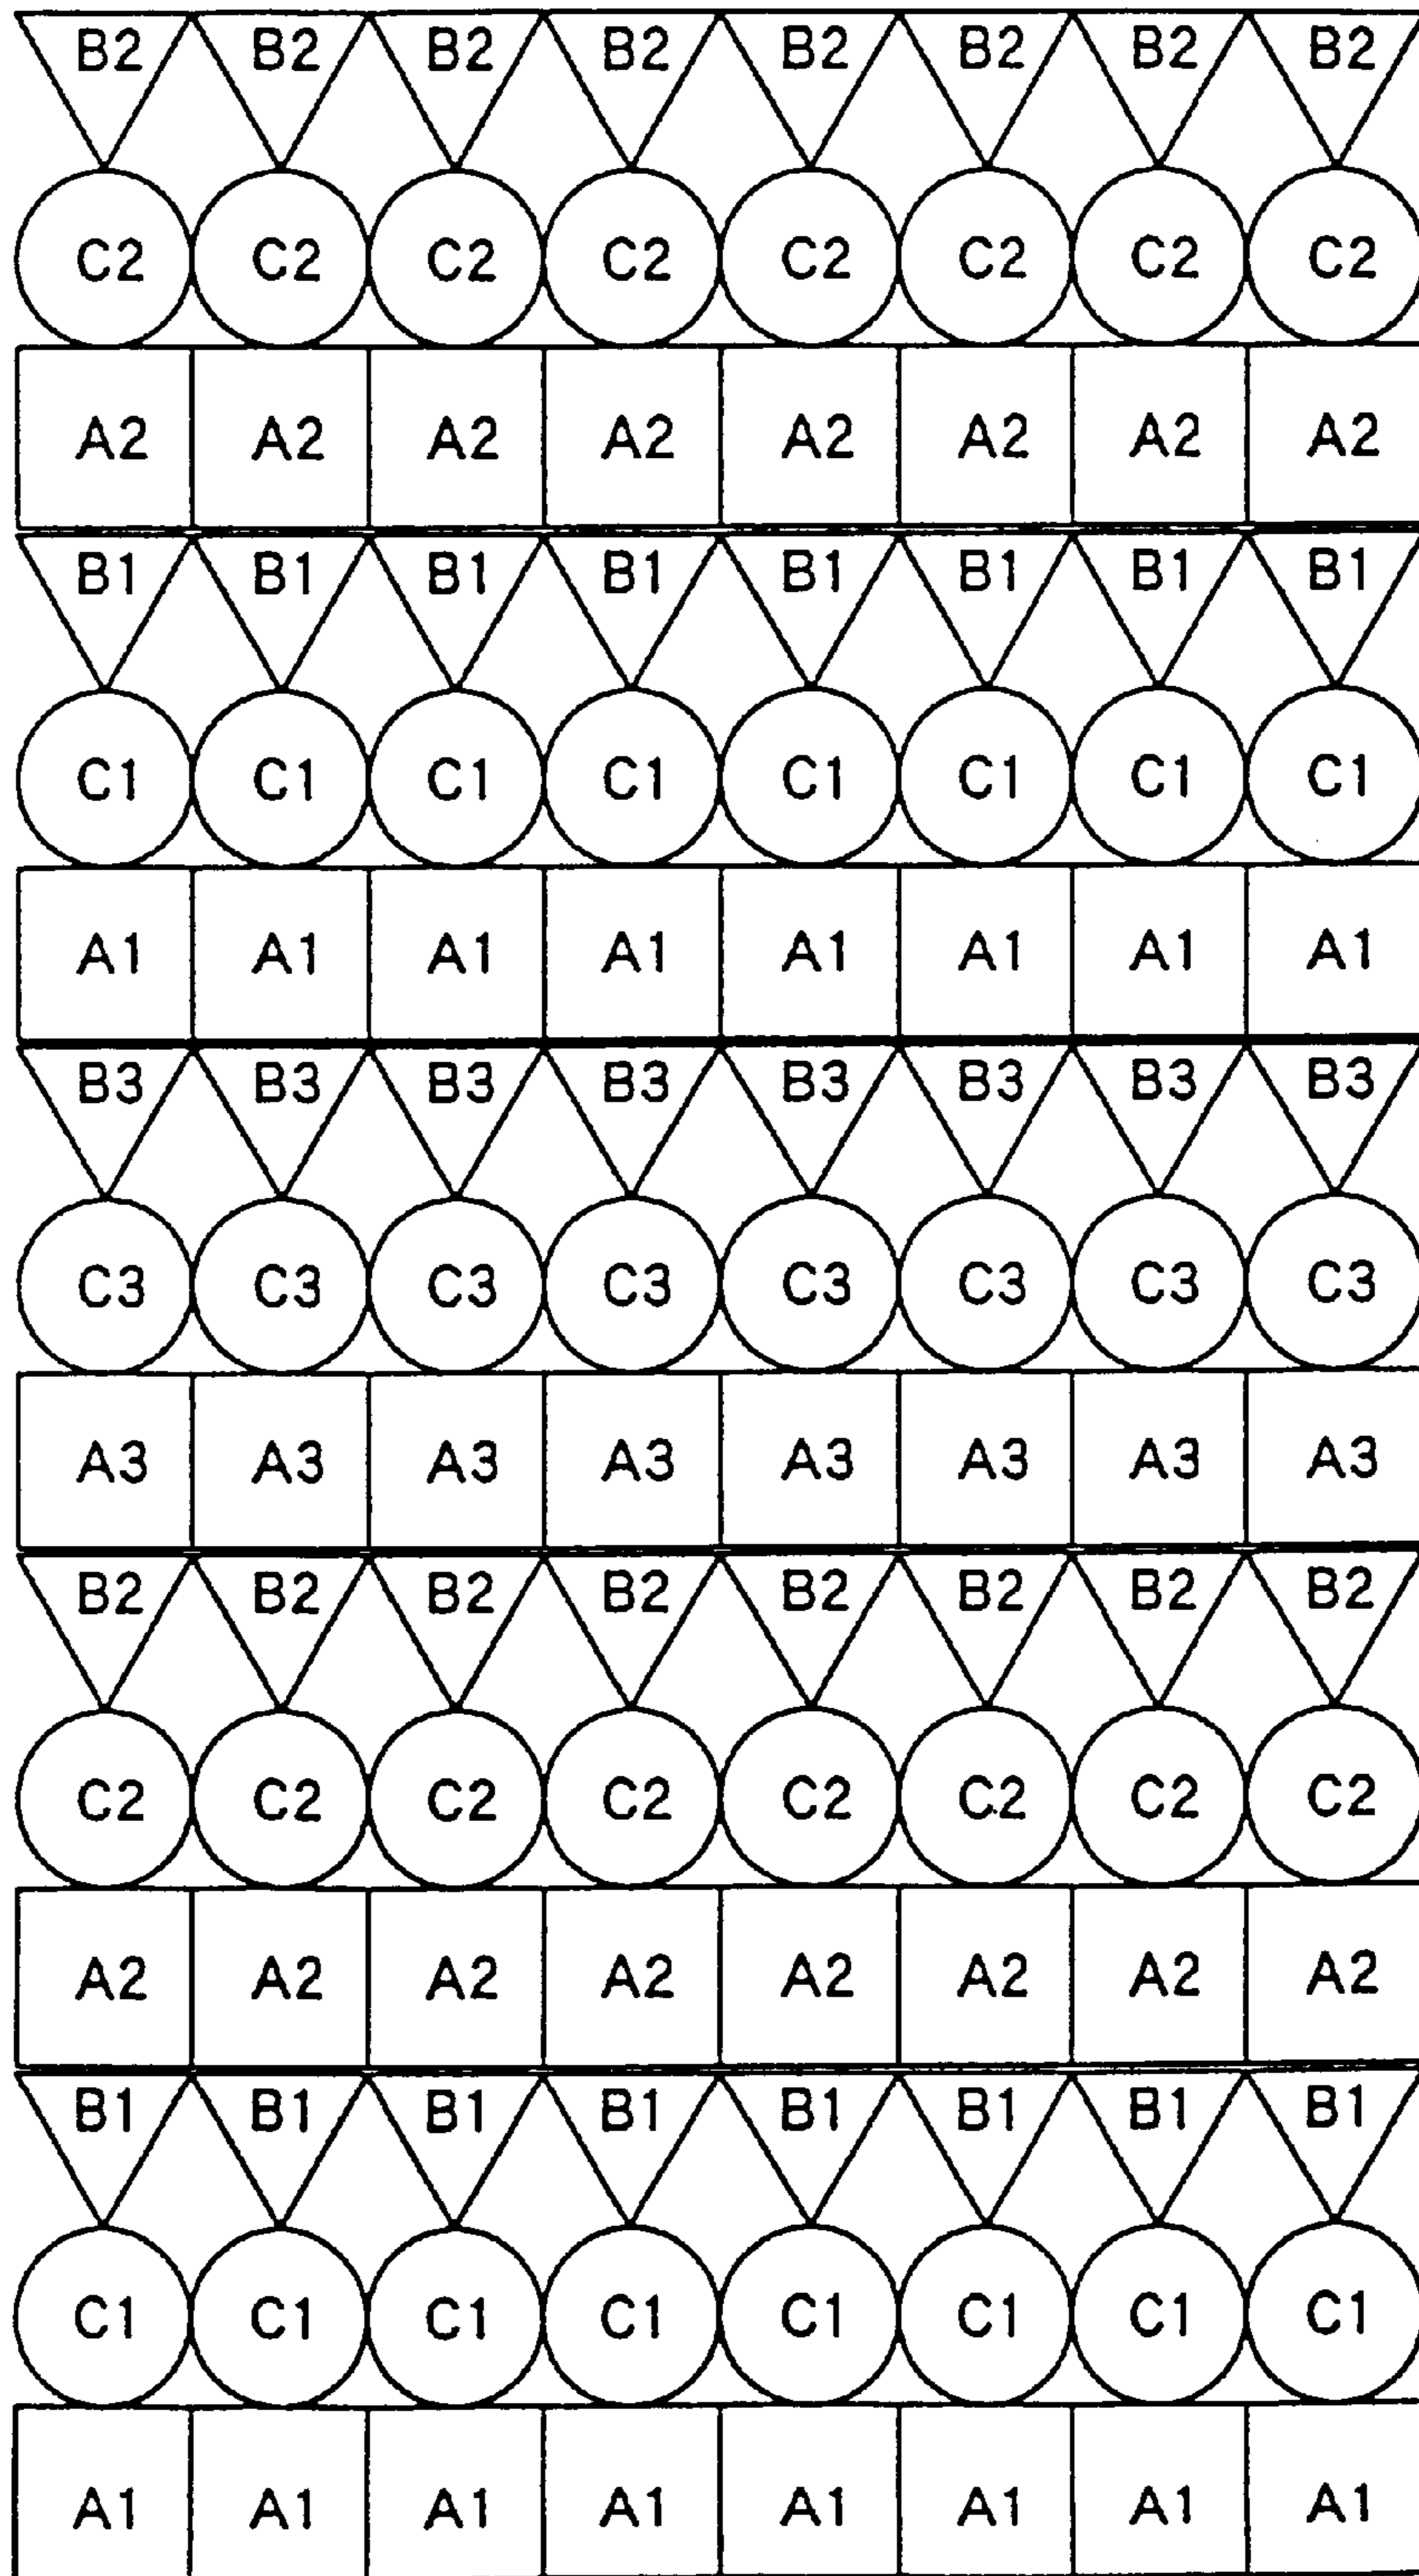 B2 B2 B2 B2 B2 B2 B2 B2
C2 C2 C2 C2 C2 C2 C2 C2
A2 A2 A2 A2 A2 A2 A2 A2
B1 B1 B1 B1 B1 B1 B1 B1
C1 C1 C1 C1 C1 C1 C1 C1
A1 A1 A1 A1 A1 A1 A1 A1
B3 B3 B3 B3 B3 B3 B3 B3
C3 C3 C3 C3 C3 C3 C3 C3
A3 A3 A3 A3 A3 A3 A3 A3
B2 B2 B2 B2 B2 B2 B2 B2
C2 C2 C2 C2 C2 C2 C2 C2
A2 A2 A2 A2 A2 A2 A2 A2
B1 B1 B1 B1 B1 B1 B1 B1
C1 C1 C1 C1 C1 C1 C1 C1
A1 A1 A1 A1 A1 A1 A1 A1